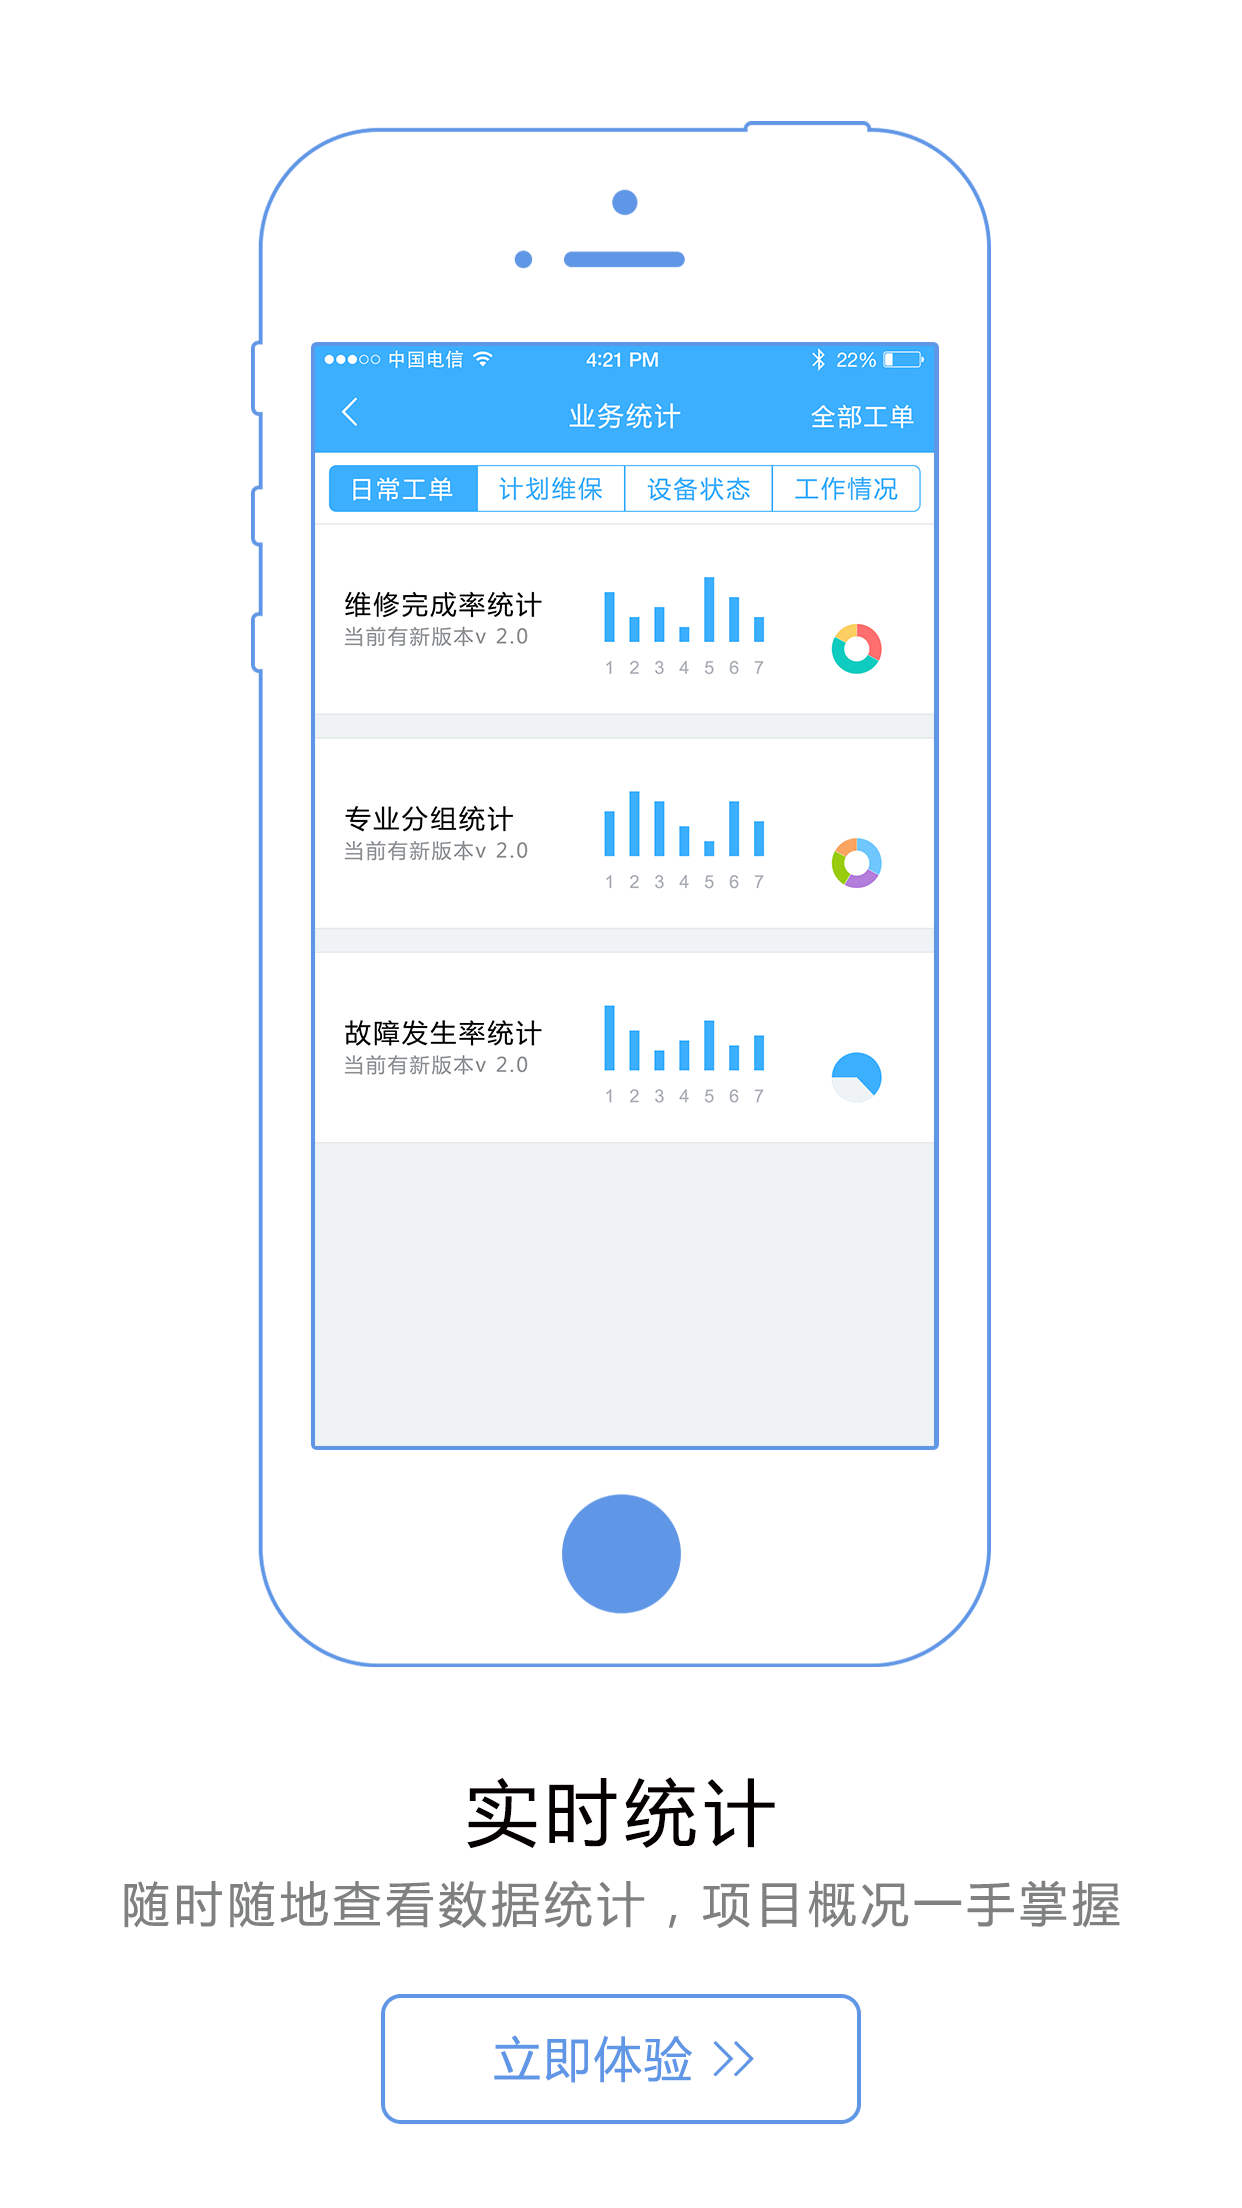 中国电信 4:21 PM 22%
业务统计 全部工单
日常工单 计划维保 设备状态 工作情况
维修完成率统计
当前有新版本v 2.0
1 2 3 4 5 6 7
专业分组统计
当前有新版本v 2.0
1 2 3 4 5 6 7
故障发生率统计
当前有新版本v 2.0
1 2 3 4 5 6 7
实时统计
随时随地查看数据统计，项目概况一手掌握
立即体验